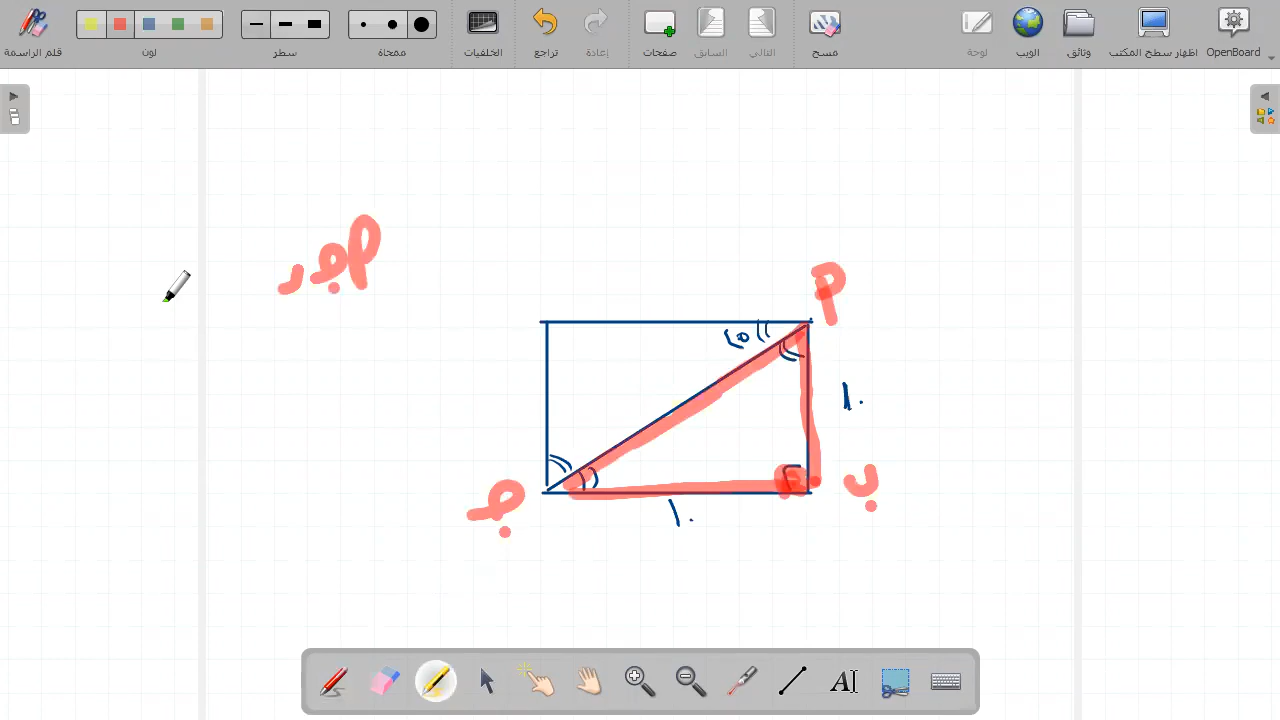 OpenBoard
اظهار سطح المكتب
وثائق
الويب
لوحة
مسح
التالي
السابق
صفحات
إعادة
تراجع
الخلفيات
ممحاة
سطر
لون
قلم الراسمة
١٠
ب
جـ
١٠
AI